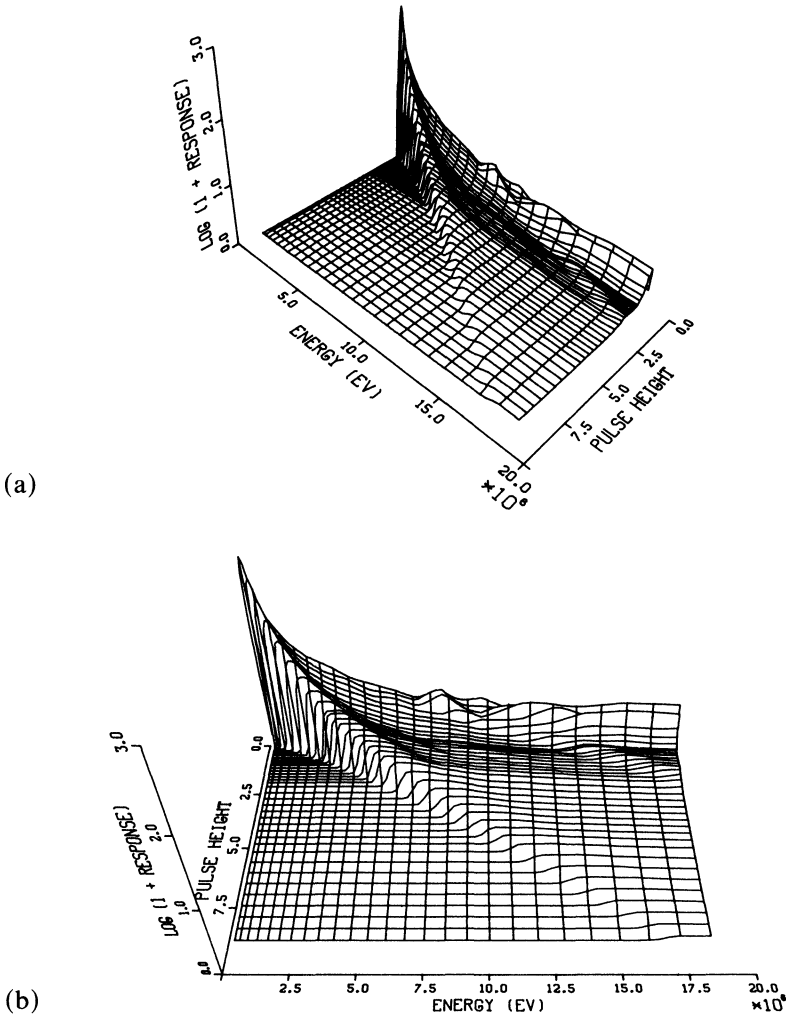 3.0
2.0
1.0
0.0
LOG (1 + RESPONSE)
5.0
10.0
15.0
20.0
ENERGY (EV)
×10⁶
0.0
2.5
5.0
7.5
PULSE HEIGHT
(a)
3.0
2.0
1.0
0.0
LOG (1 + RESPONSE)
0.0
2.5
5.0
7.5
PULSE HEIGHT
2.5 5.0 7.5 10.0 12.5 15.0 17.5 20.0
ENERGY (EV) ×10⁶
(b)